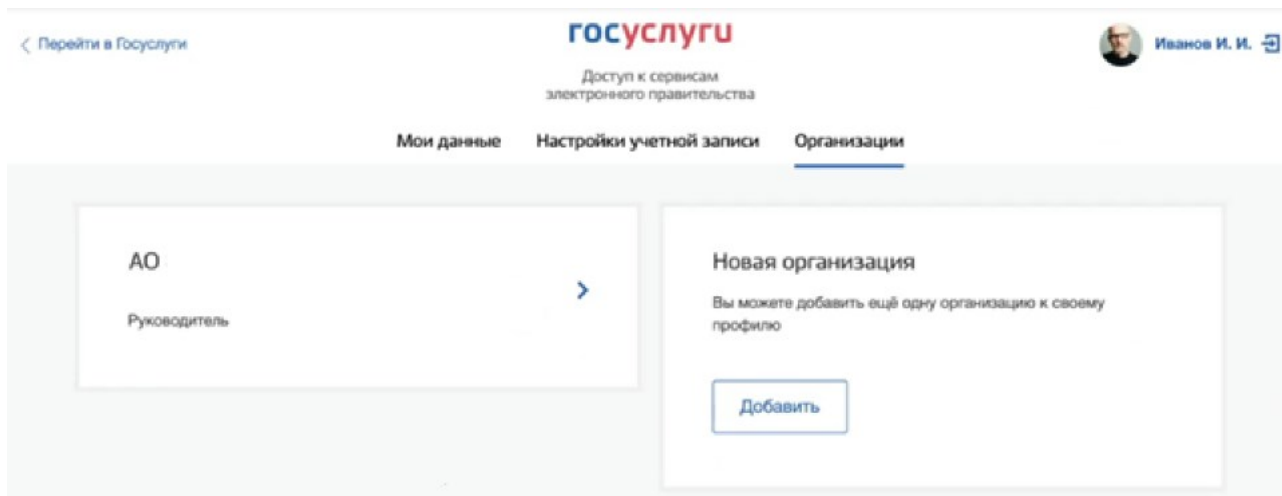 Перейти в Госуслуги
госуслуги
Иванов И. И.
Доступ к сервисам
электронного правительства
Мои данные Настройки учетной записи Организации
АО
Руководитель
Новая организация
Вы можете добавить ещё одну организацию к своему
профилю
Добавить